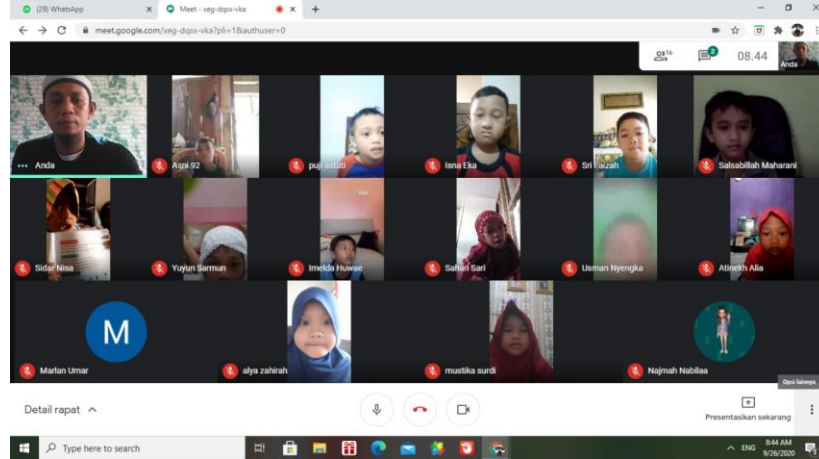 (29) WhatsApp
Meet - xeg-dqsx-vka
meet.google.com/xeg-dqsx-vka?pli=1&authuser=0
16
2
08.44
Anda
Anda
Asni 92
puji astuti
Isna Eka
Sri Faizah
Salsabillah Maharani
Sidar Nisa
Yuyun Sarmun
Imelda Huwae
Sahari Sari
Usman Nyengka
Atinekh Alia
M
Marlan Umar
alya zahirah
mustika surdi
Najmah Nabilaa
Opsi lainnya
Detail rapat
Presentasikan sekarang
Type here to search
ENG
8:44 AM
9/26/2020